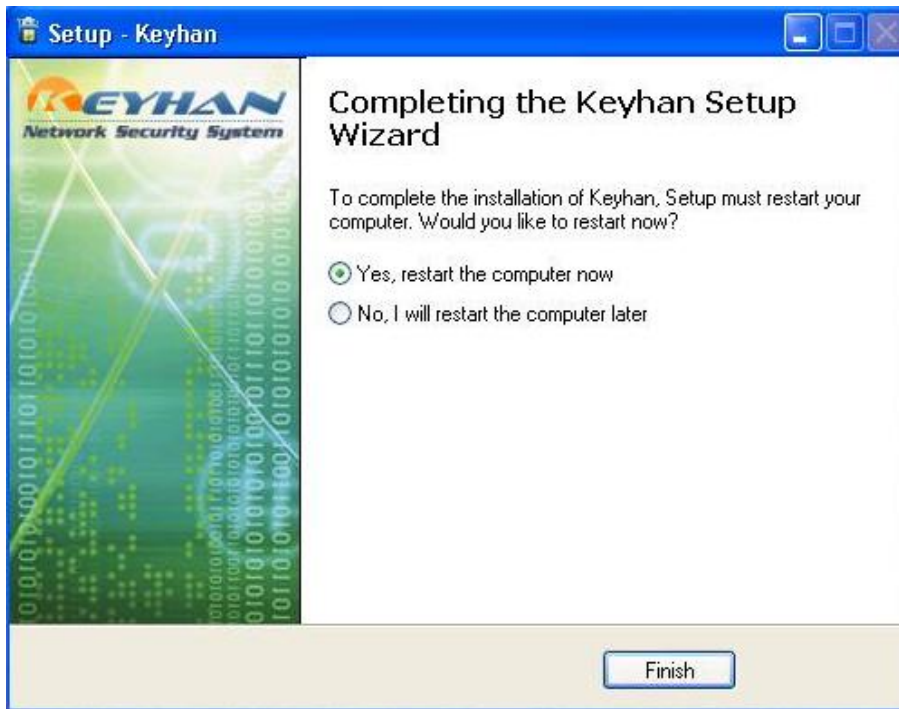 Setup - Keyhan
KEYHAN
Network Security System
Completing the Keyhan Setup
Wizard
To complete the installation of Keyhan, Setup must restart your
computer. Would you like to restart now?
Yes, restart the computer now
No, I will restart the computer later
Finish